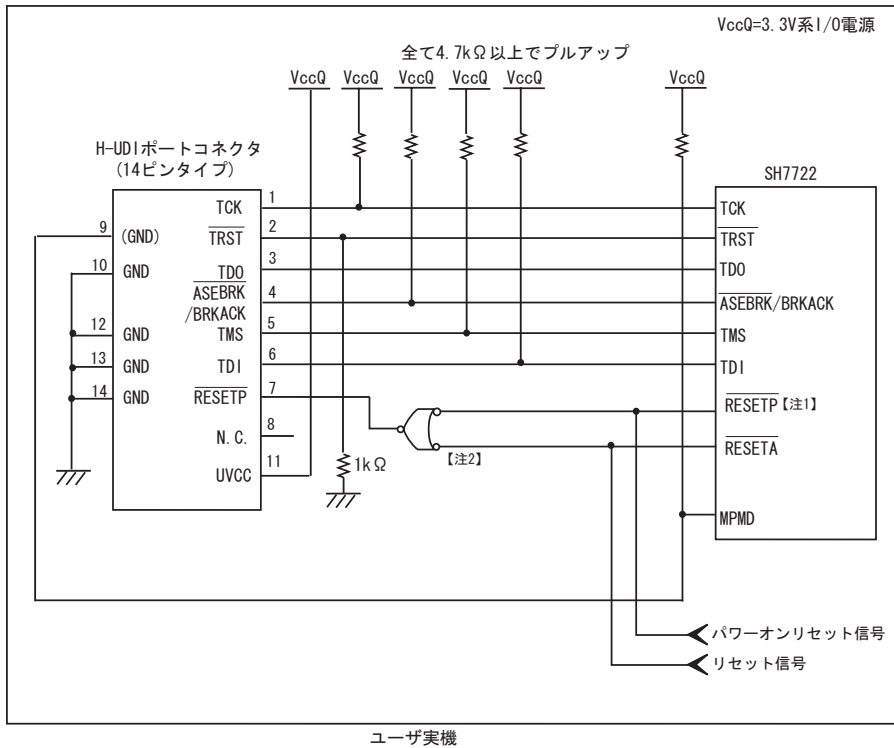 VccQ=3.3V系I/O電源
全て4.7kΩ以上でプルアップ
VccQ VccQ VccQ VccQ VccQ VccQ
H-UDIポートコネクタ
(14ピンタイプ)
SH7722
TCK 1 TCK
9 (GND) TRST 2 TRST
10 GND TDO 3 TDO
ASEBRK
/BRKACK 4 ASEBRK/BRKACK
12 GND TMS 5 TMS
13 GND TDI 6 TDI
14 GND RESETP 7 RESETP【注1】
N.C. 8 【注2】 RESETA
UVCC 11 1kΩ
MPMD
パワーオンリセット信号
リセット信号
ユーザ実機